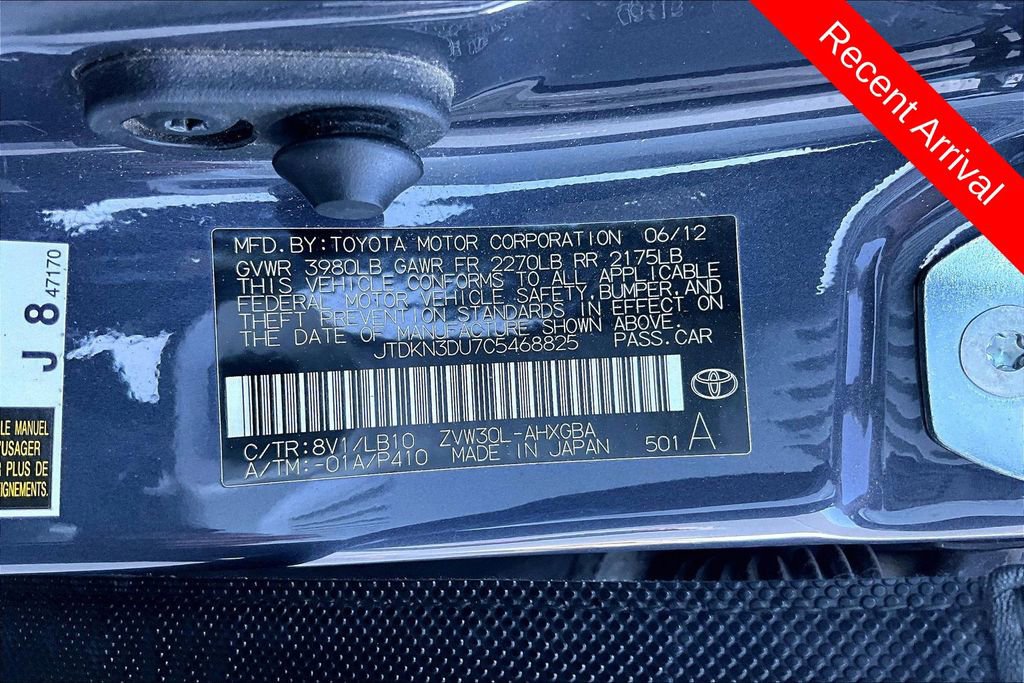 Recent Arrival
MFD. BY: TOYOTA MOTOR CORPORATION 06/12
GVWR 3980LB GAWR FR 2270LB RR 2175LB
THIS VEHICLE CONFORMS TO ALL APPLICABLE
FEDERAL MOTOR VEHICLE SAFETY, BUMPER, AND
THEFT PREVENTION STANDARDS IN EFFECT ON
THE DATE OF MANUFACTURE SHOWN ABOVE.
JTDKN3DU7C5468825 PASS.CAR
C/TR:8V1/LB10 ZVW30L-AHXGBA
A/TM:-01A/P410 MADE IN JAPAN 501 A
J 8 47170
LE MANUEL
'USAGER
PLUS DE
IGNEMENTS.